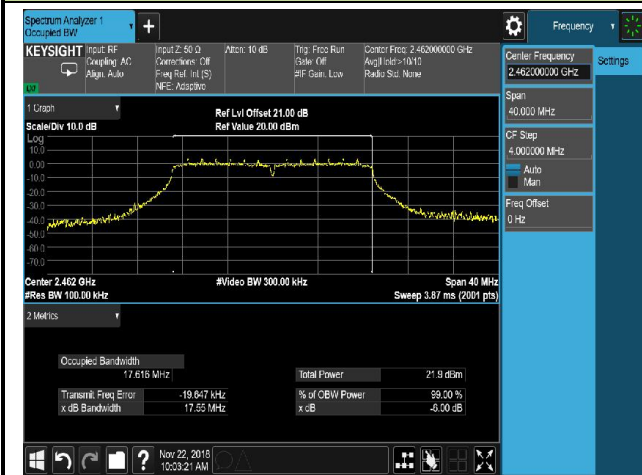 Spectrum Analyzer 1
Occupied BW
+
Frequency
KEYSIGHT
Input: RF
Coupling: AC
Align: Auto
Input Z: 50 Ω
Corrections: Off
Freq Ref: Int (S)
NFE: Adaptive
Atten: 10 dB
Trig: Free Run
Gate: Off
#IF Gain: Low
Center Freq: 2.462000000 GHz
Avg|Hold:>10/10
Radio Std: None
Center Frequency
2.462000000 GHz
Settings
Span
40.000 MHz
CF Step
4.000000 MHz
Auto
Man
Freq Offset
0 Hz
1 Graph
Scale/Div 10.0 dB
Ref Lvl Offset 21.00 dB
Ref Value 20.00 dBm
Log
10.0
0.00
-10.0
-20.0
-30.0
-40.0
-50.0
-60.0
-70.0
Center 2.462 GHz
#Video BW 300.00 kHz
Span 40 MHz
#Res BW 100.00 kHz
Sweep 3.87 ms (2001 pts)
2 Metrics
Occupied Bandwidth
17.616 MHz
Total Power 21.9 dBm
Transmit Freq Error -19.647 kHz
% of OBW Power 99.00 %
x dB Bandwidth 17.55 MHz
x dB -6.00 dB
?
Nov 22, 2018
10:03:21 AM